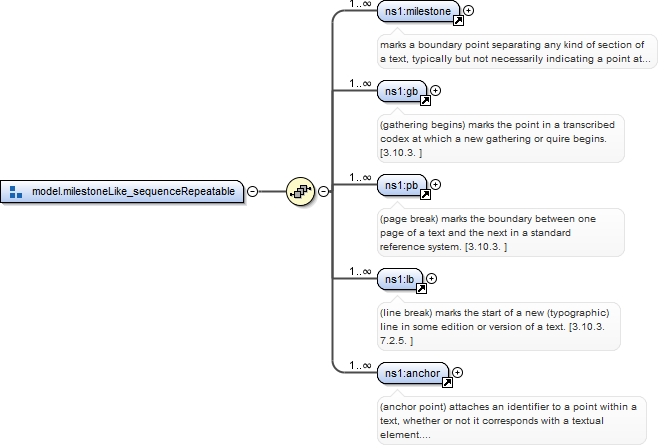 1..∞
ns1:milestone
marks a boundary point separating any kind of section of
a text, typically but not necessarily indicating a point at...
1..∞
ns1:gb
(gathering begins) marks the point in a transcribed
codex at which a new gathering or quire begins.
[3.10.3. ]
model.milestoneLike_sequenceRepeatable
1..∞
ns1:pb
(page break) marks the boundary between one
page of a text and the next in a standard
reference system. [3.10.3. ]
1..∞
ns1:lb
(line break) marks the start of a new (typographic)
line in some edition or version of a text. [3.10.3.
7.2.5. ]
1..∞
ns1:anchor
(anchor point) attaches an identifier to a point within a
text, whether or not it corresponds with a textual
element....